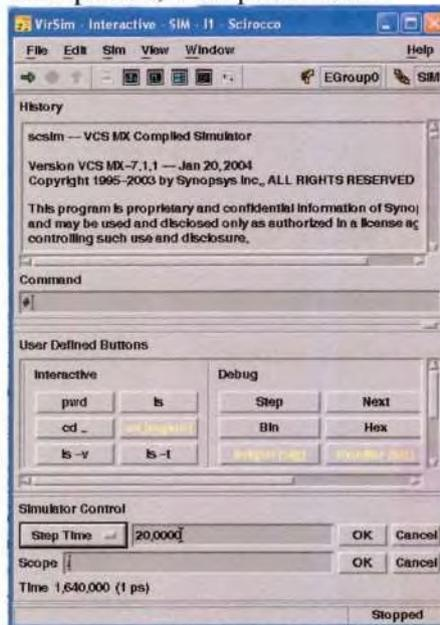 VirSim - Interactive - SIM - I1 - Scirocco
File Edit Sim View Window Help
EGroup0 SIM
History
scsim --- VCS MX Compiled Simulator
Version VCS MX-7.1.1 --- Jan 20, 2004
Copyright 1995-2003 by Synopsys Inc., ALL RIGHTS RESERVED
This program is proprietary and confidential information of Synop
and may be used and disclosed only as authorized in a license ag
controlling such use and disclosure.
Command
#
User Defined Buttons
Interactive Debug
pwd ls Step Next
cd .. Bin Hex
ls -v ls -t
Simulator Control
Step Time 20,0000 OK Cancel
Scope OK Cancel
Time 1,640,000 (1 ps)
Stopped